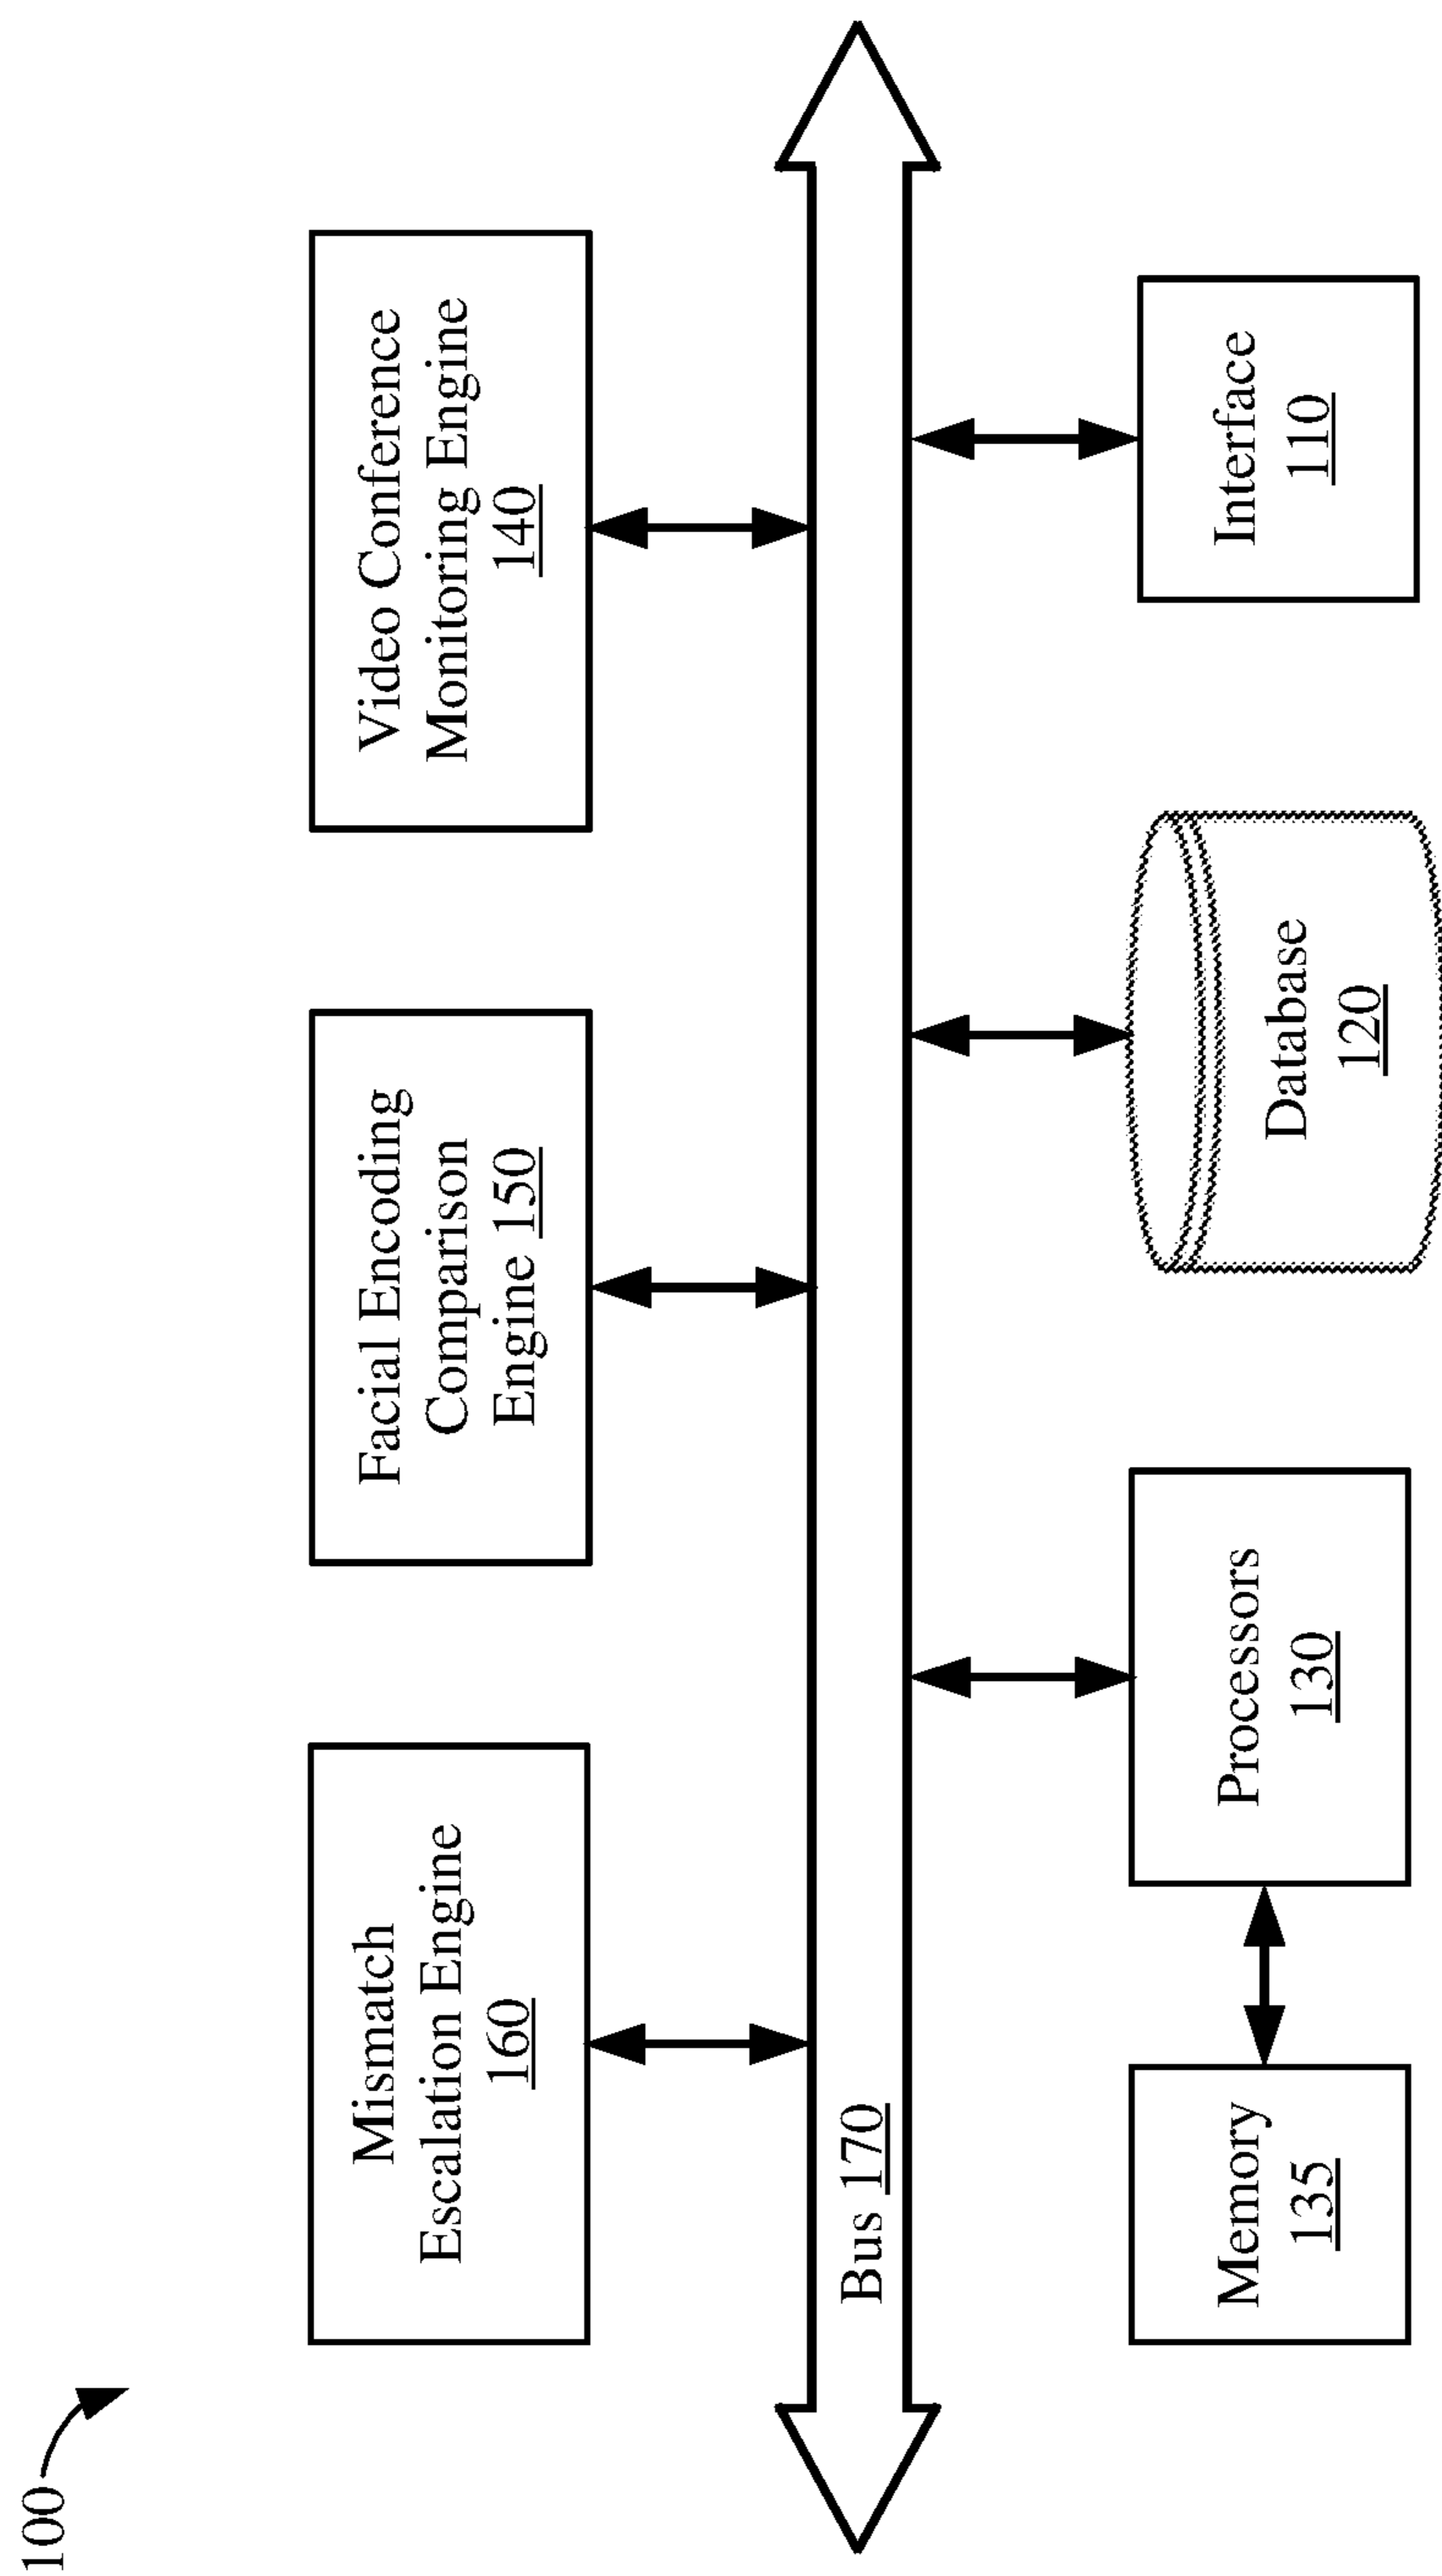 100
Mismatch
Escalation Engine
160
Facial Encoding
Comparison
Engine 150
Video Conference
Monitoring Engine
140
Bus 170
Memory
135
Processors
130
Database
120
Interface
110